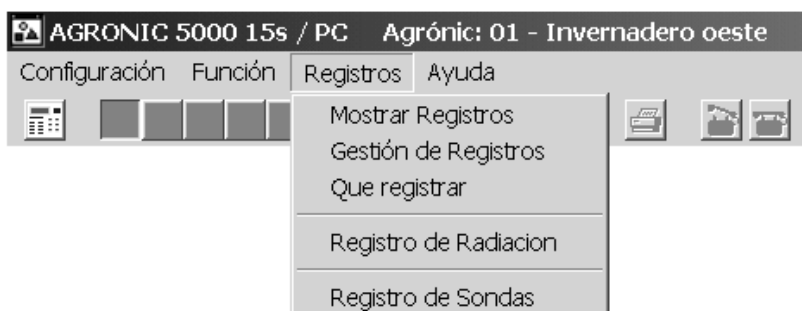 AGRONIC 5000 15s / PC Agrónic: 01 - Invernadero oeste
Configuración Función Registros Ayuda
Mostrar Registros
Gestión de Registros
Que registrar
Registro de Radiacion
Registro de Sondas